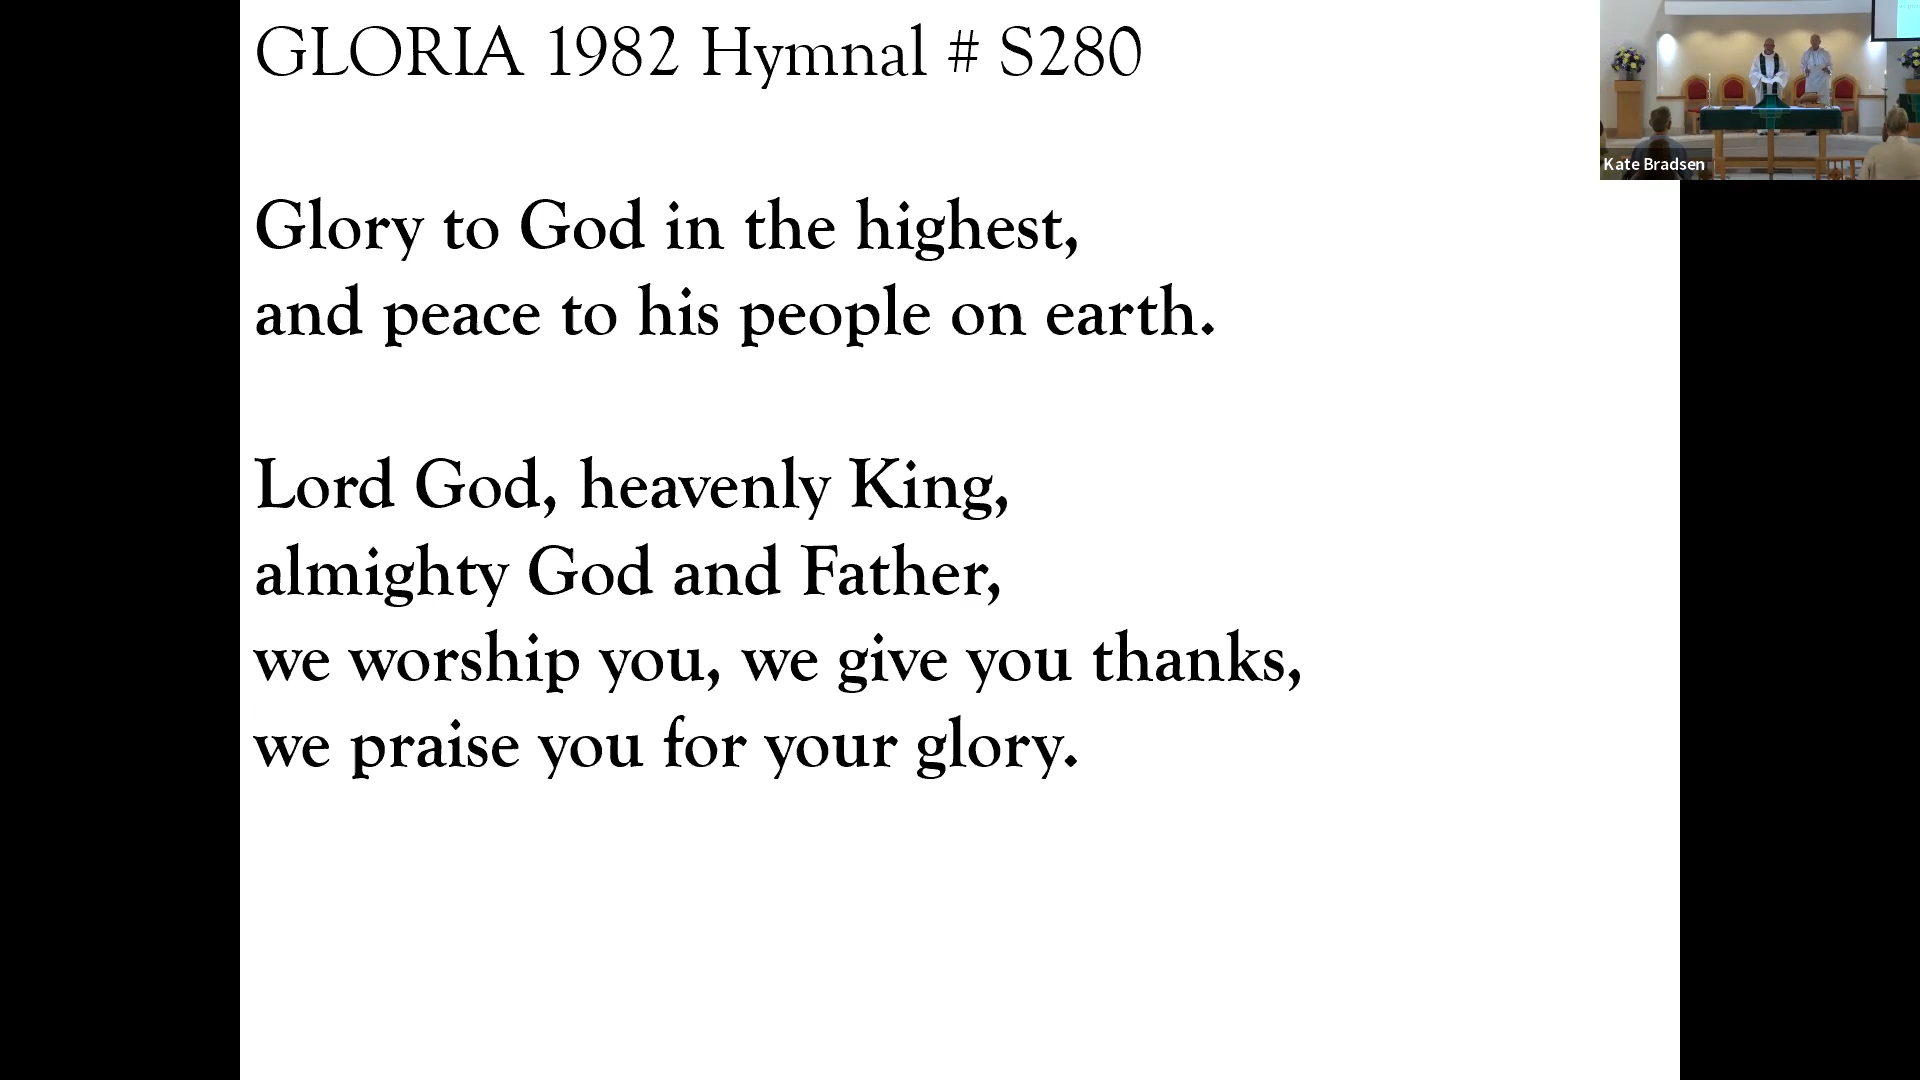 GLORIA 1982 Hymnal # S280
Glory to God in the highest,
and peace to his people on earth.
Lord God, heavenly King,
almighty God and Father,
we worship you, we give you thanks,
we praise you for your glory.
Kate Bradsen